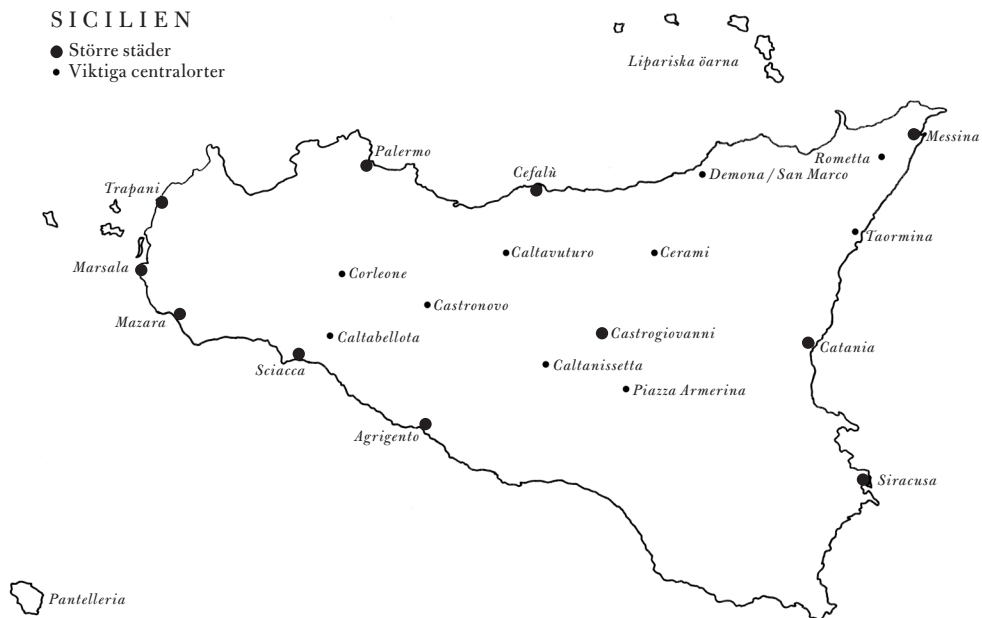 SICILIEN
Större städer
Viktiga centralorter
Lipariska öarna
Messina
Palermo
Rometta
Cefalù
Demona / San Marco
Trapani
Taormina
Caltavuturo
Cerami
Marsala
Corleone
Castronovo
Mazara
Castrogiovanni
Caltabellota
Catania
Caltanissetta
Sciacca
Piazza Armerina
Agrigento
Siracusa
Pantelleria